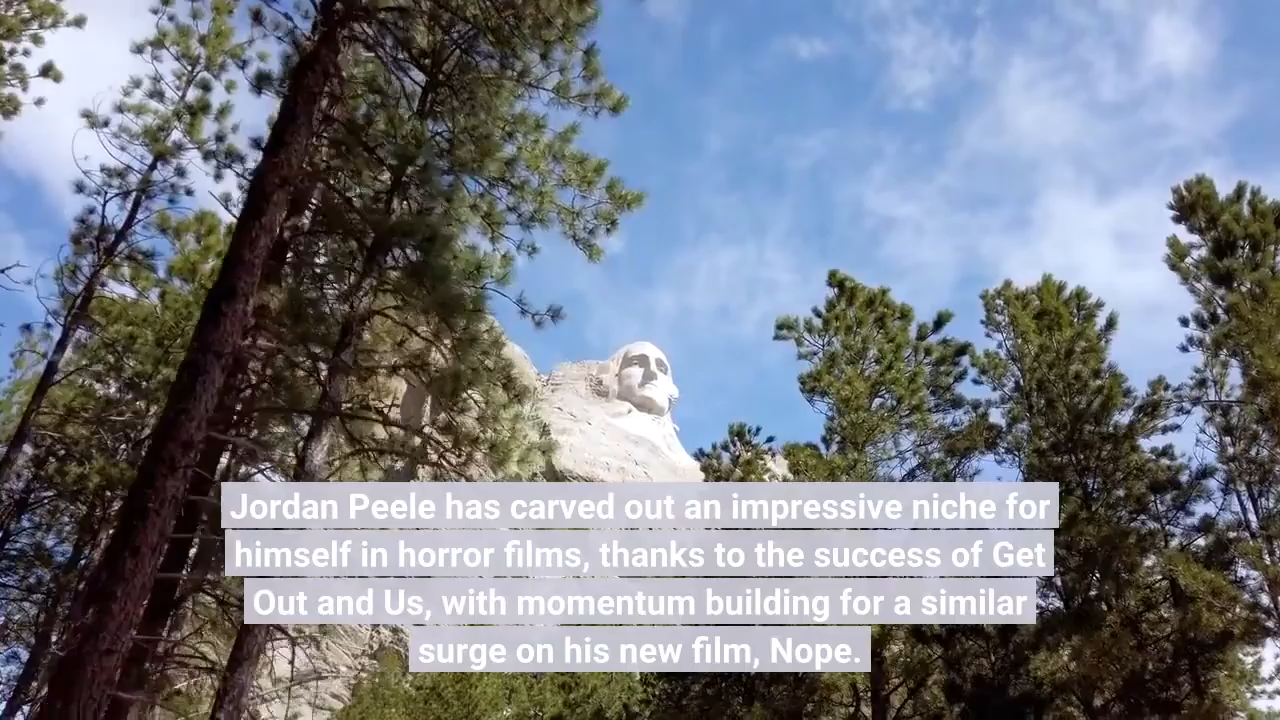 Jordan Peele has carved out an impressive niche for
himself in horror films, thanks to the success of Get
Out and Us, with momentum building for a similar
surge on his new film, Nope.